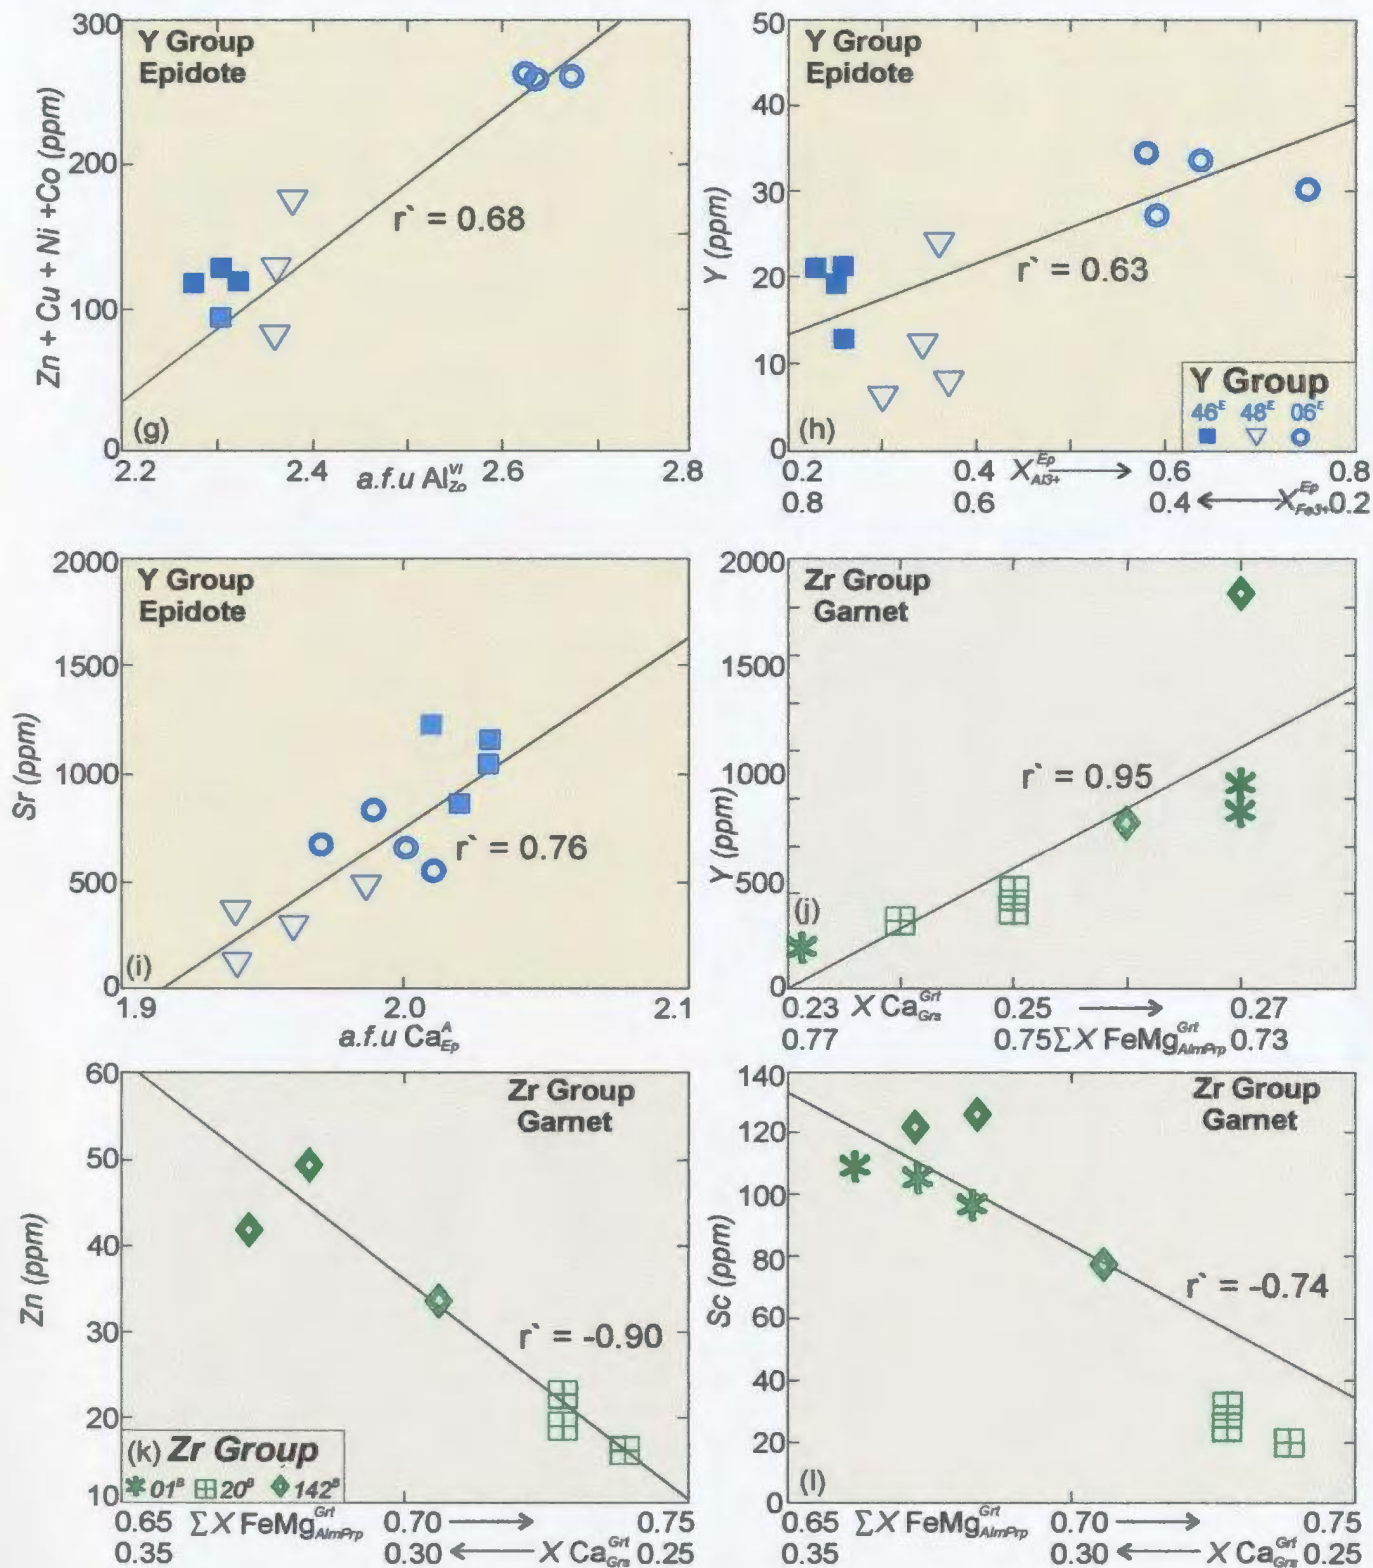 Y Group
Epidote
300
200
100
0
Zn + Cu + Ni +Co (ppm)
r` = 0.68
(g)
2.2 2.4 2.6 2.8
a.f.u Al^VI_Zo
Y Group
Epidote
50
40
30
20
10
0
Y (ppm)
r` = 0.63
(h)
Y Group
46^E 48^E 06^E
0.2 0.4 X^Ep_Al3+ → 0.6 0.8
0.8 0.6 0.4 ← X^Ep_Fe3+ 0.2
Y Group
Epidote
2000
1500
1000
500
0
Sr (ppm)
r` = 0.76
(i)
1.9 2.0 2.1
a.f.u Ca^A_Ep
Zr Group
Garnet
2000
1500
1000
500
0
Y (ppm)
r` = 0.95
(j)
0.23 X Ca^Grt_Grs 0.25 → 0.27
0.77 0.75 ΣX FeMg^Grt_AlmPrp 0.73
Zr Group
Garnet
60
50
40
30
20
10
Zn (ppm)
r` = -0.90
(k) Zr Group
01^B 20^B 142^B
0.65 ΣX FeMg^Grt_AlmPrp 0.70 → 0.75
0.35 0.30 ← X Ca^Grt_Grs 0.25
Zr Group
Garnet
140
120
100
80
60
40
20
0
Sc (ppm)
r` = -0.74
(l)
0.65 ΣX FeMg^Grt_AlmPrp 0.70 → 0.75
0.35 0.30 ← X Ca^Grt_Grs 0.25